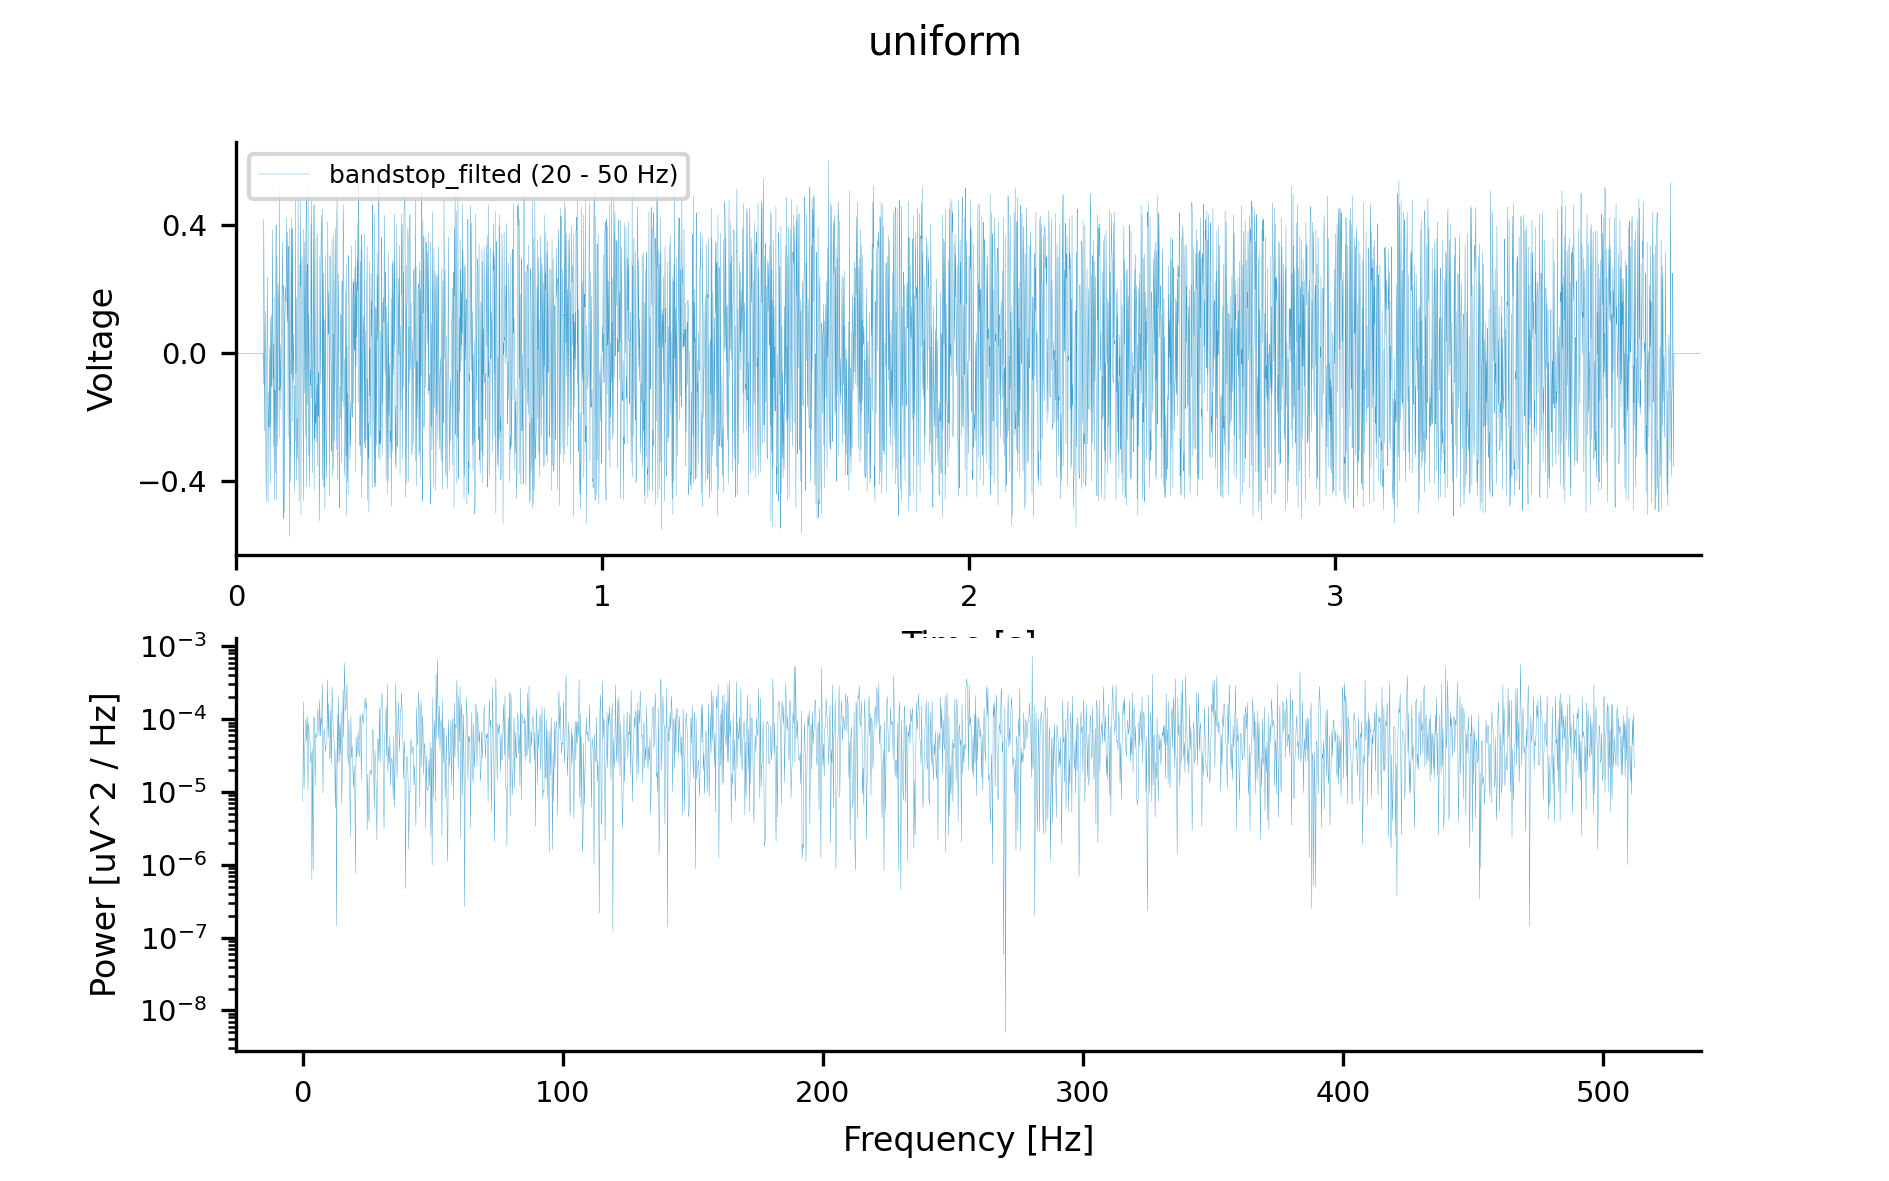 uniform
bandstop_filted (20 - 50 Hz)
Voltage
0.4
0.0
−0.4
0 1 2 3
Time [s]
Power [uV^2 / Hz]
10⁻³
10⁻⁴
10⁻⁵
10⁻⁶
10⁻⁷
10⁻⁸
0 100 200 300 400 500
Frequency [Hz]